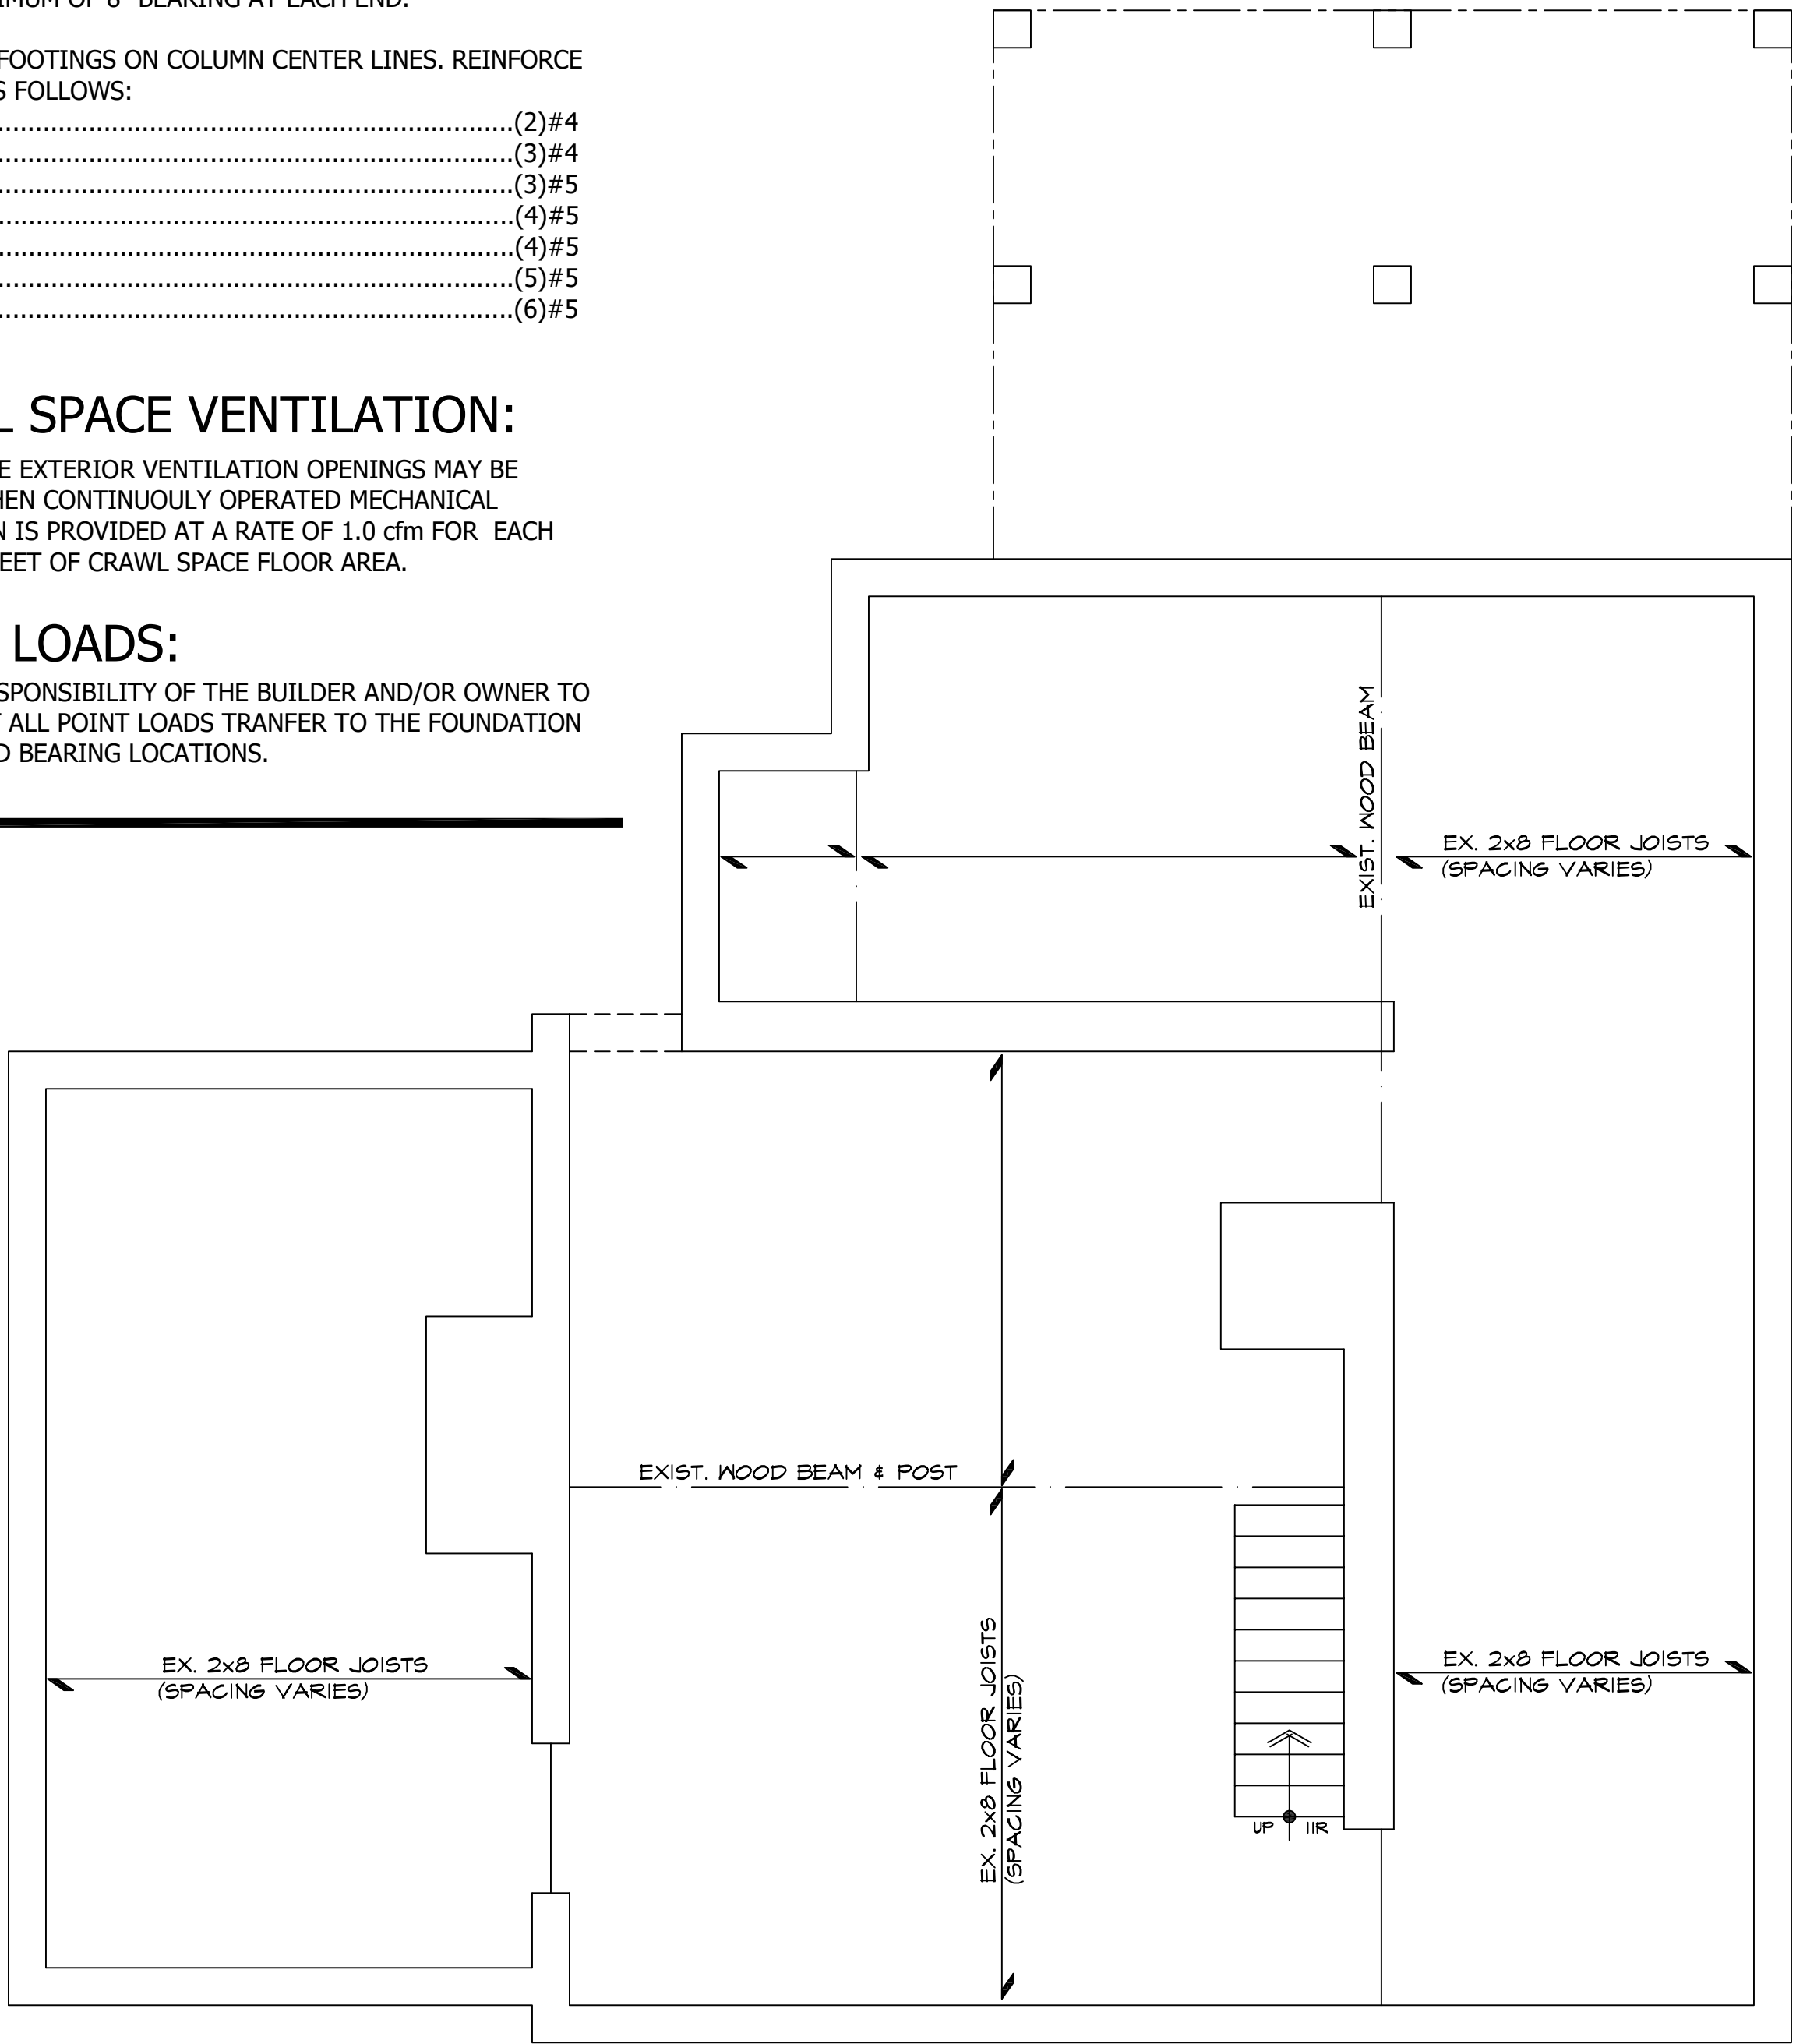 OF 8" BEARING AT EACH END.
FOOTINGS ON COLUMN CENTER LINES. REINFORCE
FOLLOWS:
(2)#4
(3)#4
(3)#5
(4)#5
(4)#5
(5)#5
(6)#5
SPACE VENTILATION:
EXTERIOR VENTILATION OPENINGS MAY BE
CONTINUOULY OPERATED MECHANICAL
IS PROVIDED AT A RATE OF 1.0 cfm FOR EACH
OF CRAWL SPACE FLOOR AREA.
LOADS:
OF THE BUILDER AND/OR OWNER TO
ALL POINT LOADS TRANFER TO THE FOUNDATION
BEARING LOCATIONS.
EXIST. WOOD BEAM
EX. 2x8 FLOOR JOISTS
(SPACING VARIES)
EXIST. WOOD BEAM & POST
EX. 2x8 FLOOR JOISTS
(SPACING VARIES)
EX. 2x8 FLOOR JOISTS
(SPACING VARIES)
EX. 2x8 FLOOR JOISTS
(SPACING VARIES)
UP 11R